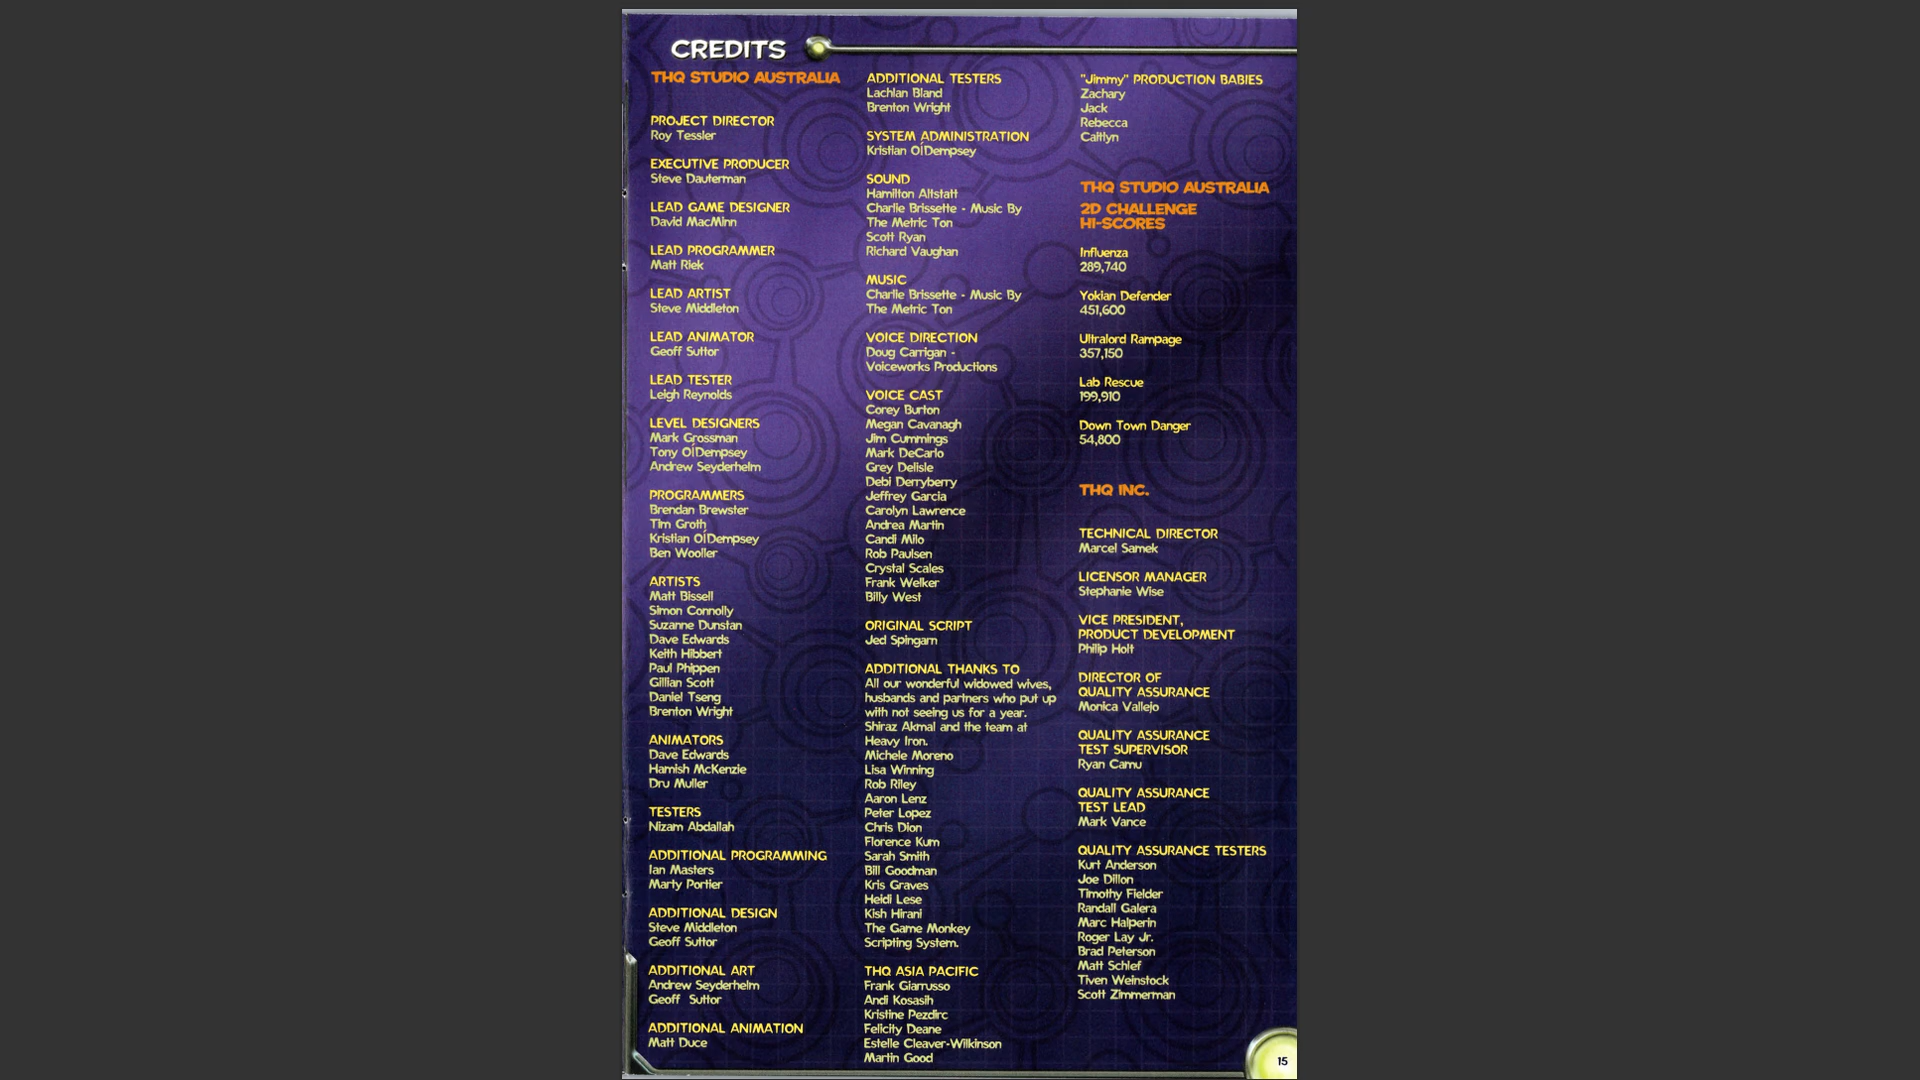 CREDITS
THQ STUDIO AUSTRALIA
PROJECT DIRECTOR
Roy Tessler
EXECUTIVE PRODUCER
Steve Dauterman
LEAD GAME DESIGNER
David MacMinn
LEAD PROGRAMMER
Matt Riek
LEAD ARTIST
Steve Middleton
LEAD ANIMATOR
Geoff Suttor
LEAD TESTER
Leigh Reynolds
LEVEL DESIGNERS
Mark Grossman
Tony OÍDempsey
Andrew Seyderhelm
PROGRAMMERS
Brendan Brewster
Tim Groth
Kristian OÍDempsey
Ben Wooller
ARTISTS
Matt Bissell
Simon Connolly
Suzanne Dunstan
Dave Edwards
Keith Hibbert
Paul Phippen
Gillian Scott
Daniel Tseng
Brenton Wright
ANIMATORS
Dave Edwards
Hamish McKenzie
Dru Muller
TESTERS
Nizam Abdallah
ADDITIONAL PROGRAMMING
Ian Masters
Marty Portier
ADDITIONAL DESIGN
Steve Middleton
Geoff Suttor
ADDITIONAL ART
Andrew Seyderhelm
Geoff Suttor
ADDITIONAL ANIMATION
Matt Duce
ADDITIONAL TESTERS
Lachlan Bland
Brenton Wright
SYSTEM ADMINISTRATION
Kristian OÍDempsey
SOUND
Hamilton Altstatt
Charlie Brissette - Music By
The Metric Ton
Scott Ryan
Richard Vaughan
MUSIC
Charlie Brissette - Music By
The Metric Ton
VOICE DIRECTION
Doug Carrigan -
Voiceworks Productions
VOICE CAST
Corey Burton
Megan Cavanagh
Jim Cummings
Mark DeCarlo
Grey Delisle
Debi Derryberry
Jeffrey Garcia
Carolyn Lawrence
Andrea Martin
Candi Milo
Rob Paulsen
Crystal Scales
Frank Welker
Billy West
ORIGINAL SCRIPT
Jed Spingarn
ADDITIONAL THANKS TO
All our wonderful widowed wives,
husbands and partners who put up
with not seeing us for a year.
Shiraz Akmal and the team at
Heavy Iron.
Michele Moreno
Lisa Winning
Rob Riley
Aaron Lenz
Peter Lopez
Chris Dion
Florence Kum
Sarah Smith
Bill Goodman
Kris Graves
Heidi Lese
Kish Hirani
The Game Monkey
Scripting System.
THQ ASIA PACIFIC
Frank Giarrusso
Andi Kosasih
Kristine Pezdirc
Felicity Deane
Estelle Cleaver-Wilkinson
Martin Good
"Jimmy" PRODUCTION BABIES
Zachary
Jack
Rebecca
Caitlyn
THQ STUDIO AUSTRALIA
2D CHALLENGE
HI-SCORES
Influenza
289,740
Yokian Defender
451,600
Ultralord Rampage
357,150
Lab Rescue
199,910
Down Town Danger
54,800
THQ INC.
TECHNICAL DIRECTOR
Marcel Samek
LICENSOR MANAGER
Stephanie Wise
VICE PRESIDENT,
PRODUCT DEVELOPMENT
Philip Holt
DIRECTOR OF
QUALITY ASSURANCE
Monica Vallejo
QUALITY ASSURANCE
TEST SUPERVISOR
Ryan Camu
QUALITY ASSURANCE
TEST LEAD
Mark Vance
QUALITY ASSURANCE TESTERS
Kurt Anderson
Joe Dillon
Timothy Fielder
Randall Galera
Marc Halperin
Roger Lay Jr.
Brad Peterson
Matt Schlef
Tiven Weinstock
Scott Zimmerman
15